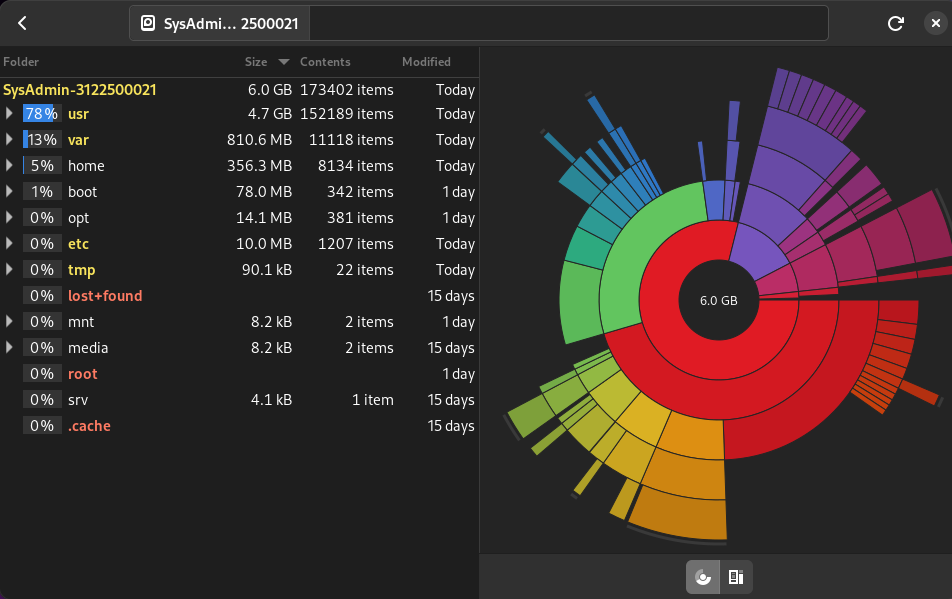 SysAdmi... 2500021
Folder Size Contents Modified
SysAdmin-3122500021 6.0 GB 173402 items Today
78% usr 4.7 GB 152189 items Today
13% var 810.6 MB 11118 items Today
5% home 356.3 MB 8134 items Today
1% boot 78.0 MB 342 items 1 day
0% opt 14.1 MB 381 items 1 day
0% etc 10.0 MB 1207 items Today
0% tmp 90.1 kB 22 items Today
0% lost+found 15 days
0% mnt 8.2 kB 2 items 1 day
0% media 8.2 kB 2 items 15 days
0% root 1 day
0% srv 4.1 kB 1 item 15 days
0% .cache 15 days
6.0 GB